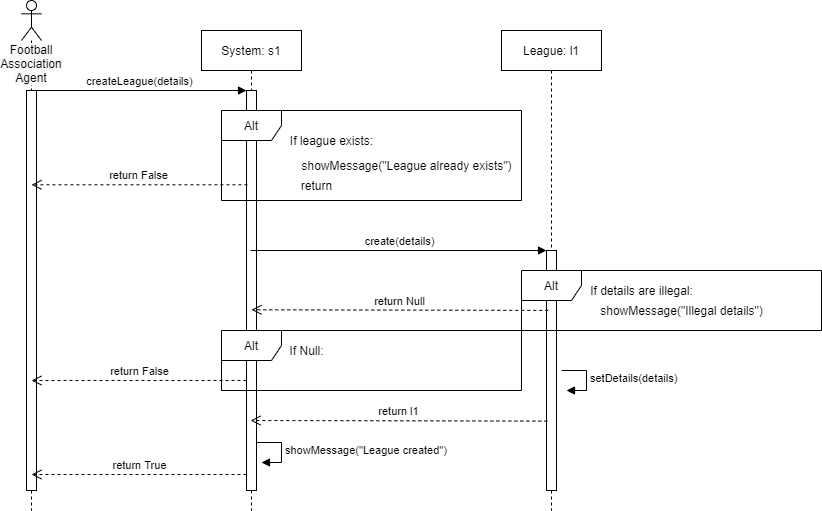 Football
Association
Agent
System: s1
League: l1
createLeague(details)
Alt
If league exists:
showMessage("League already exists")
return False
return
create(details)
Alt
If details are illegal:
return Null
showMessage("Illegal details")
Alt
If Null:
return False
setDetails(details)
return l1
showMessage("League created")
return True